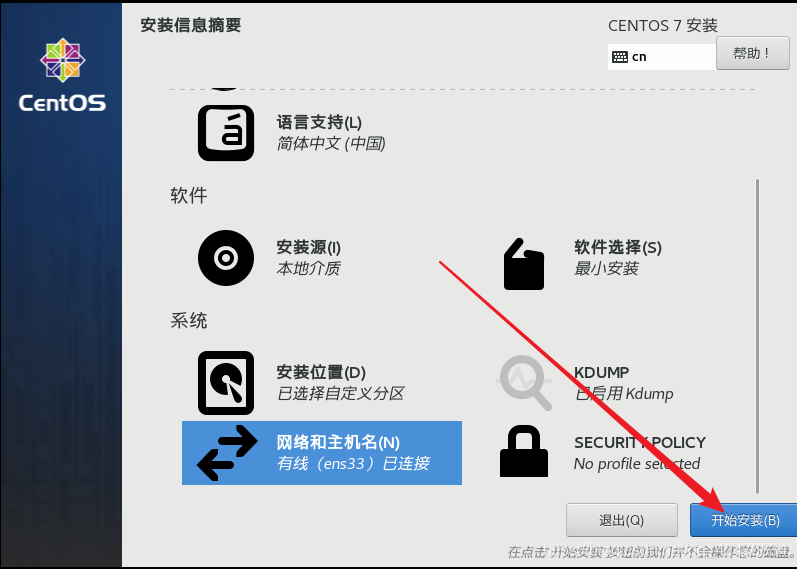 CentOS
安装信息摘要
CENTOS 7 安装
cn
帮助！
语言支持(L)
简体中文 (中国)
软件
安装源(I)
本地介质
软件选择(S)
最小安装
系统
安装位置(D)
已选择自定义分区
KDUMP
已启用 Kdump
网络和主机名(N)
有线（ens33）已连接
SECURITY POLICY
No profile selected
退出(Q)
开始安装(B)
在点击"开始安装"按钮前我们并不会操作您的磁盘。